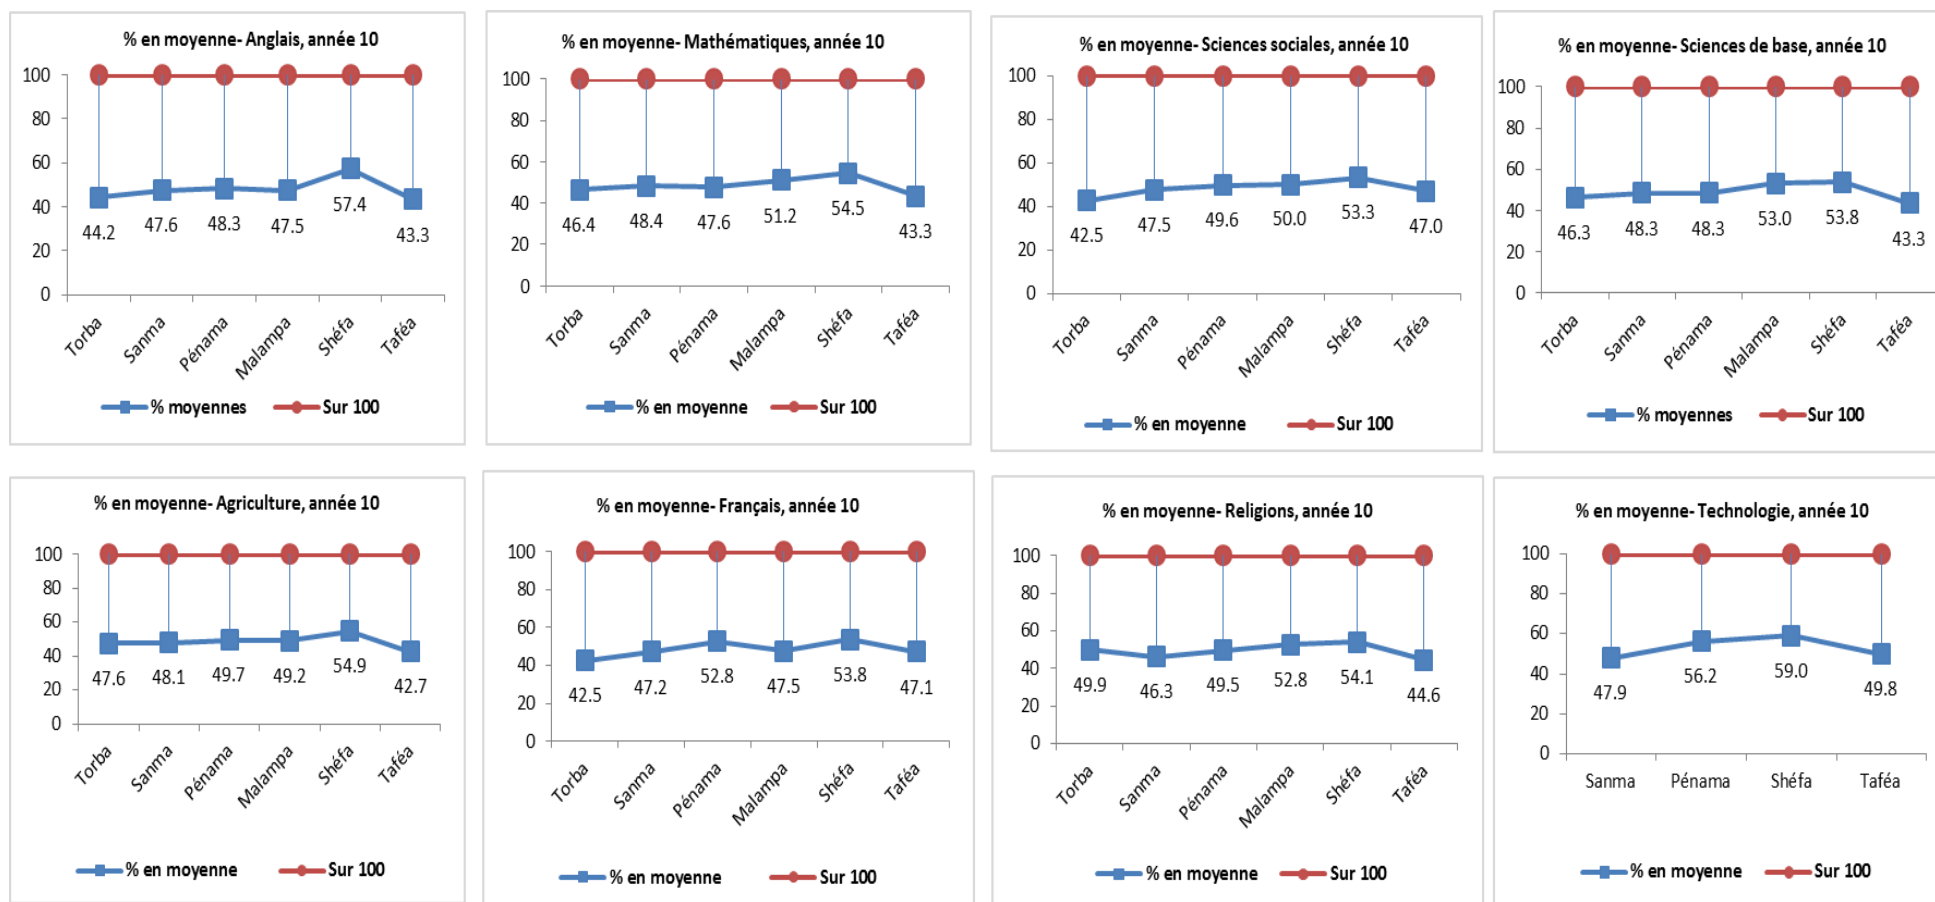 % en moyenne- Anglais, année 10
100
80
60
40
20
0
44.2 47.6 48.3 47.5 57.4 43.3
Torba Sanma Pénama Malampa Shéfa Taféa
% moyennes Sur 100
% en moyenne- Mathématiques, année 10
100
80
60
40
20
0
46.4 48.4 47.6 51.2 54.5 43.3
Torba Sanma Pénama Malampa Shéfa Taféa
% en moyenne Sur 100
% en moyenne- Sciences sociales, année 10
100
80
60
40
20
0
42.5 47.5 49.6 50.0 53.3 47.0
Torba Sanma Pénama Malampa Shéfa Taféa
% en moyenne Sur 100
% en moyenne- Sciences de base, année 10
100
80
60
40
20
0
46.3 48.3 48.3 53.0 53.8 43.3
Torba Sanma Pénama Malampa Shéfa Taféa
% moyennes Sur 100
% en moyenne- Agriculture, année 10
100
80
60
40
20
0
47.6 48.1 49.7 49.2 54.9 42.7
Torba Sanma Pénama Malampa Shéfa Taféa
% en moyenne Sur 100
% en moyenne- Français, année 10
100
80
60
40
20
0
42.5 47.2 52.8 47.5 53.8 47.1
Torba Sanma Pénama Malampa Shéfa Taféa
% en moyenne Sur 100
% en moyenne- Religions, année 10
100
80
60
40
20
0
49.9 46.3 49.5 52.8 54.1 44.6
Torba Sanma Pénama Malampa Shéfa Taféa
% en moyenne Sur 100
% en moyenne- Technologie, année 10
100
80
60
40
20
0
47.9 56.2 59.0 49.8
Sanma Pénama Shéfa Taféa
% en moyenne Sur 100